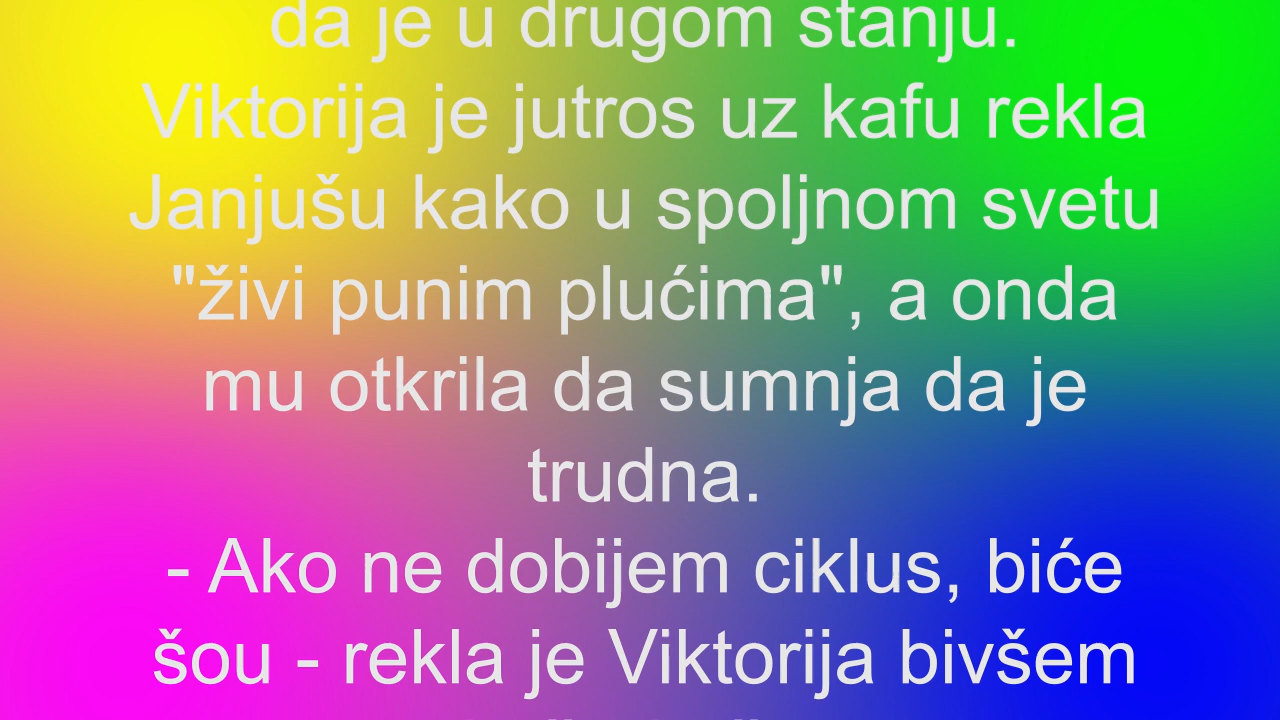 da je u drugom stanju.
Viktorija je jutros uz kafu rekla
Janjušu kako u spoljnom svetu
"živi punim plućima", a onda
mu otkrila da sumnja da je
trudna.
- Ako ne dobijem ciklus, biće
šou - rekla je Viktorija bivšem